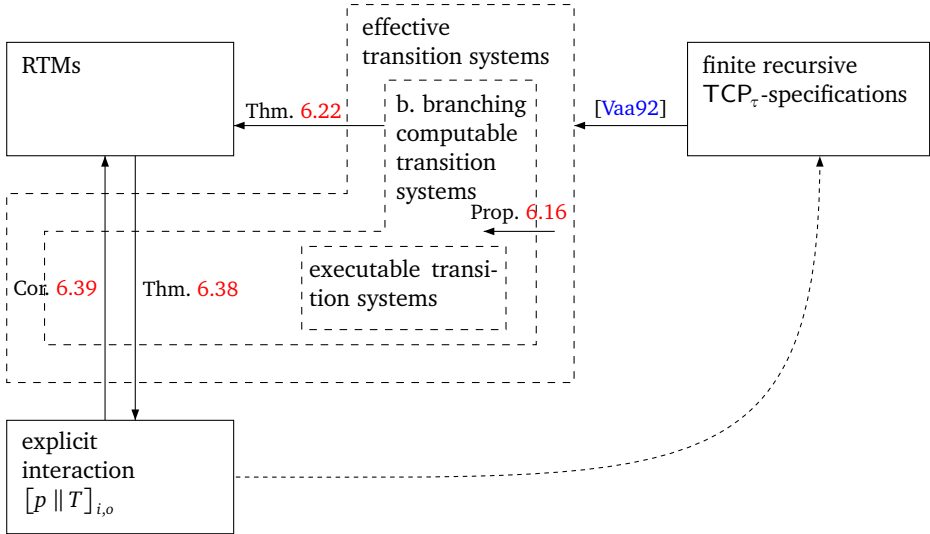 effective
transition systems
RTMs
finite recursive
TCPτ-specifications
Thm. 6.22
b. branching
computable
transition
systems
[Vaa92]
Prop. 6.16
executable transi-
tion systems
Cor. 6.39
Thm. 6.38
explicit
interaction
[p ∥ T]i,o